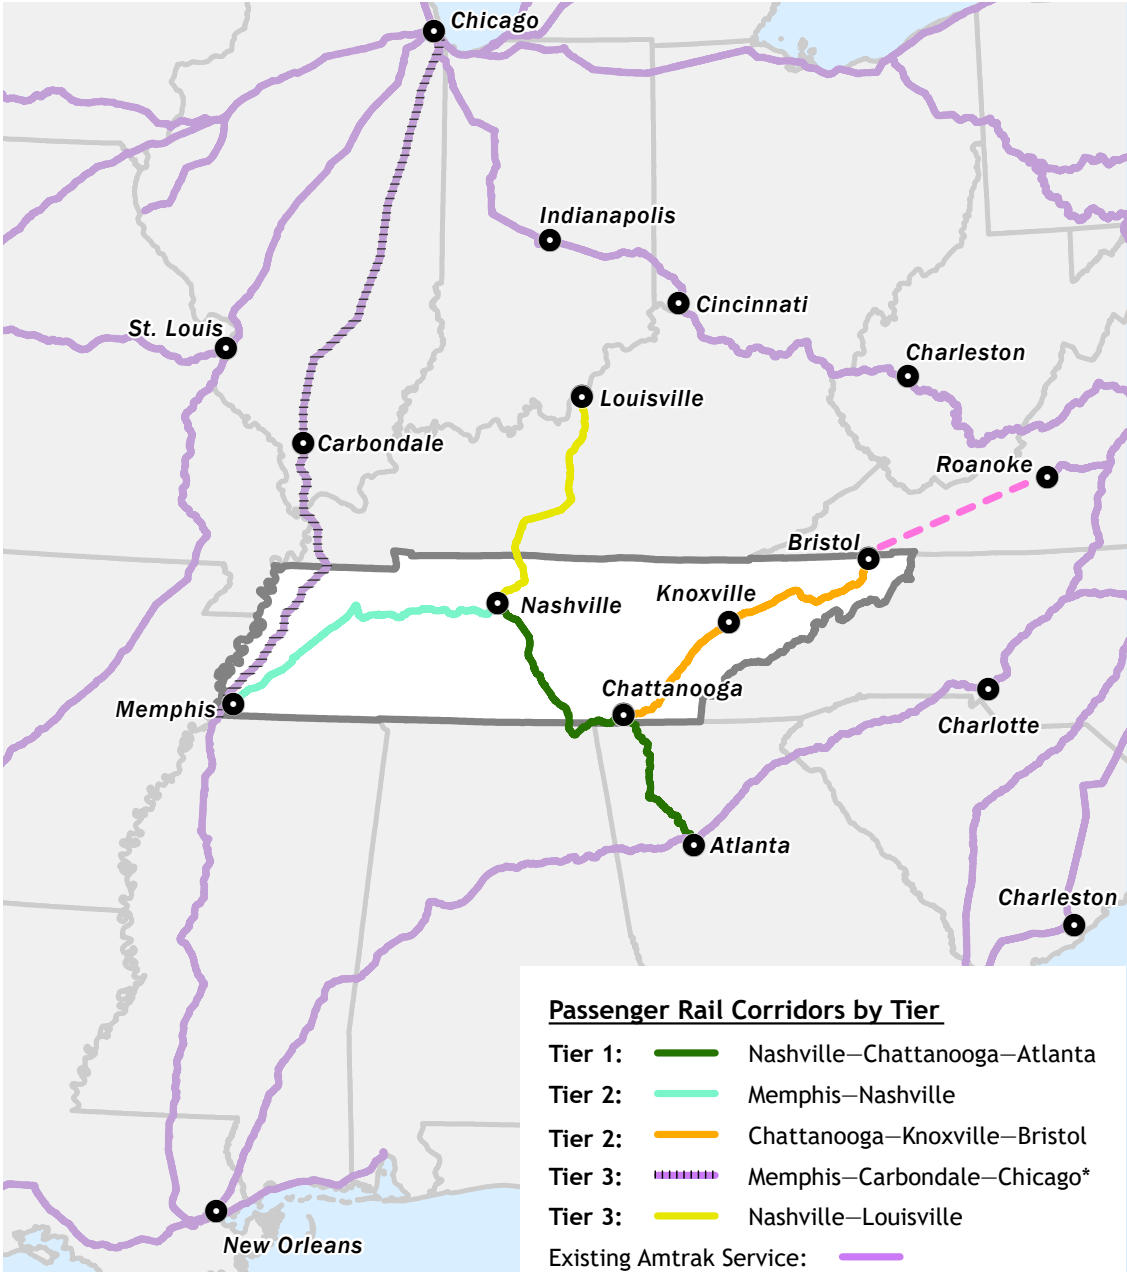 Chicago
Indianapolis
Cincinnati
St. Louis
Charleston
Louisville
Carbondale
Roanoke
Bristol
Knoxville
Nashville
Chattanooga
Memphis
Charlotte
Atlanta
Charleston
New Orleans
Passenger Rail Corridors by Tier
Tier 1: Nashville—Chattanooga—Atlanta
Tier 2: Memphis—Nashville
Tier 2: Chattanooga—Knoxville—Bristol
Tier 3: Memphis—Carbondale—Chicago*
Tier 3: Nashville—Louisville
Existing Amtrak Service: